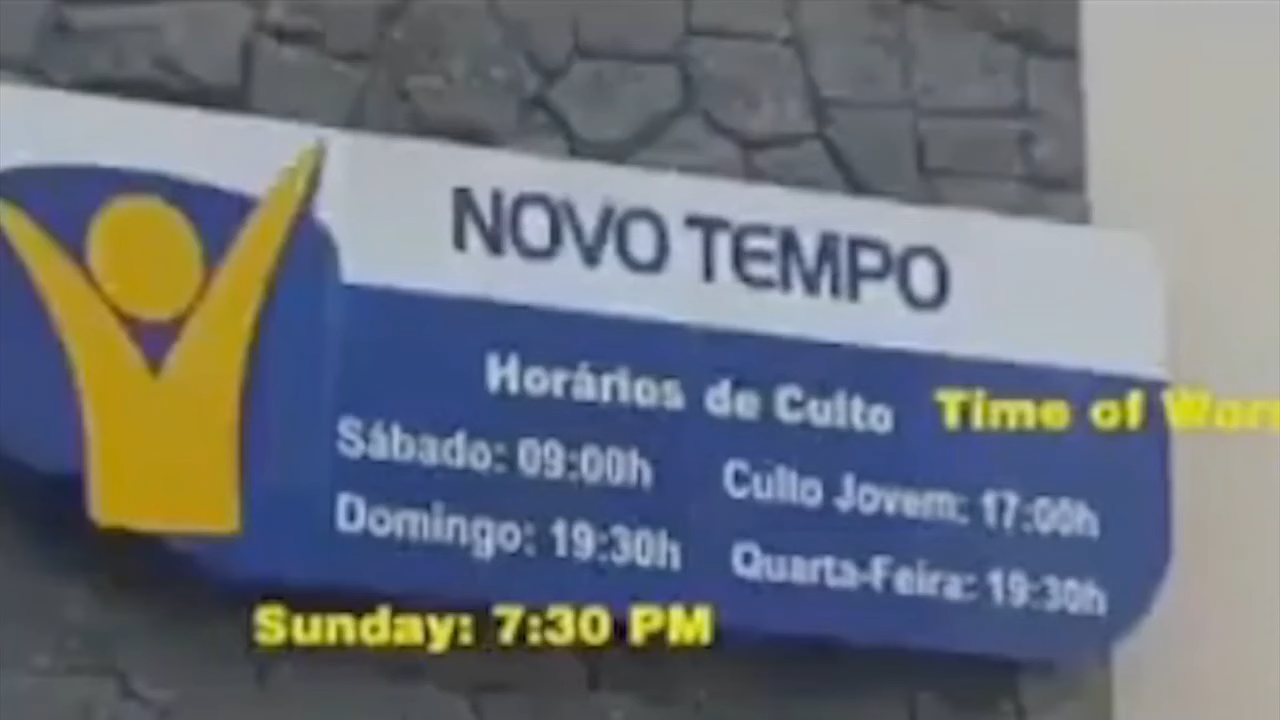 NOVO TEMPO
Horários de Culto Time of
Sábado: 09:00h Culto Jovem: 17:00h
Domingo: 19:30h Quarta-Feira: 19:30h
Sunday: 7:30 PM